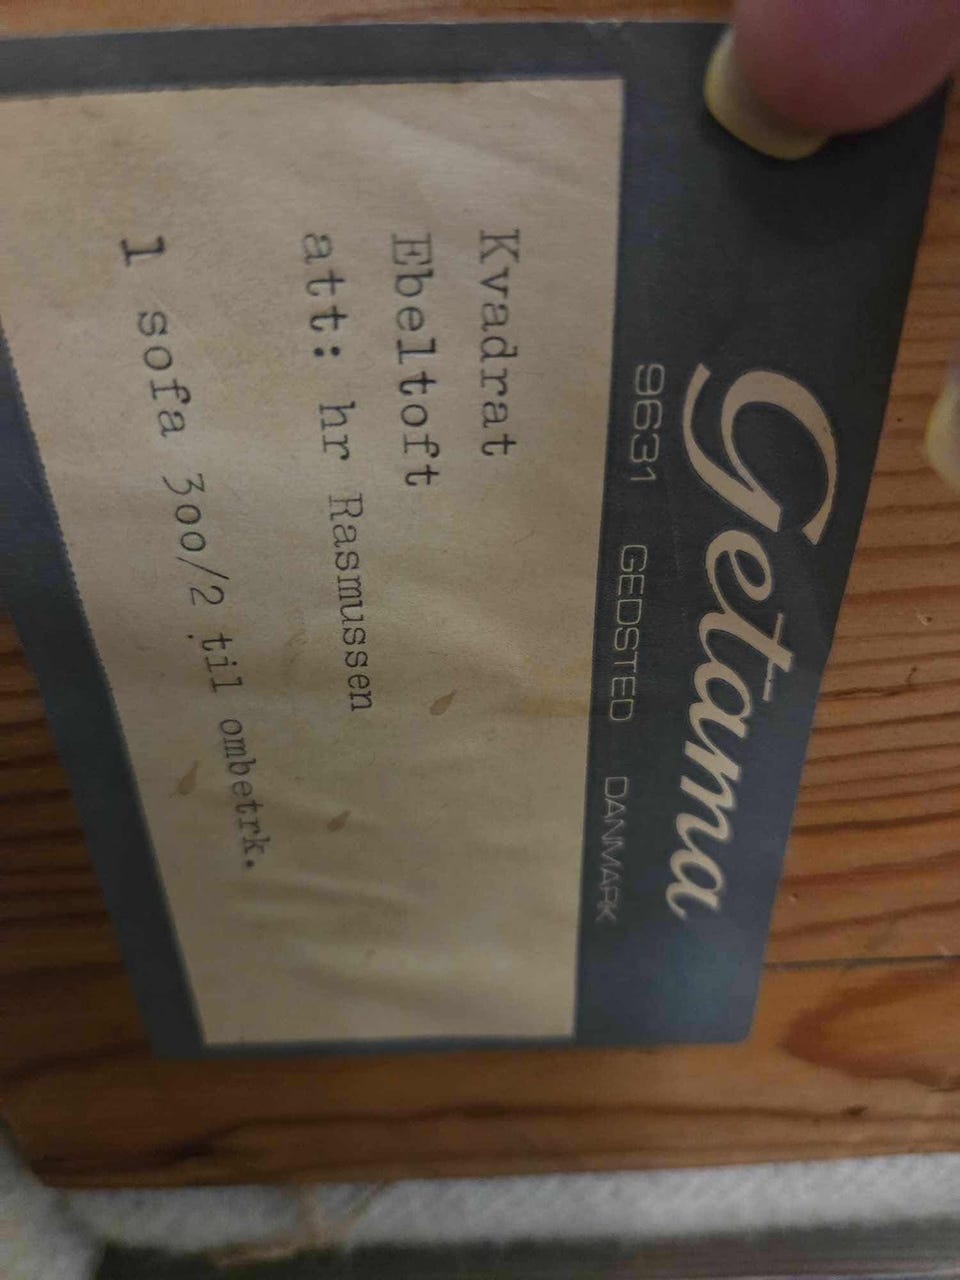 Getama
9631 GEDSTED DANMARK
Kvadrat
Ebeltoft
att: hr Rasmussen
1 sofa 300/2 til ombetrk.